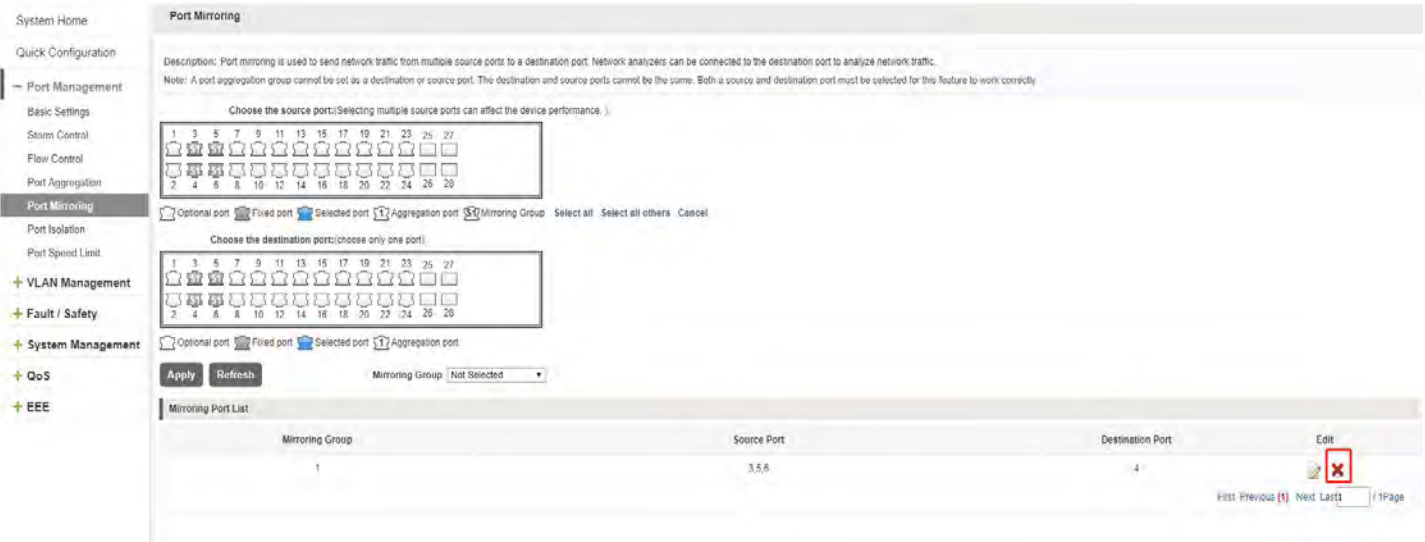 System Home
Quick Configuration
Port Management
Basic Settings
Storm Control
Flow Control
Port Aggregation
Port Mirroring
Port Isolation
Port Speed Limit
VLAN Management
Fault / Safety
System Management
QoS
EEE
Port Mirroring
Description: Port mirroring is used to send network traffic from multiple source ports to a destination port. Network analyzers can be connected to the destination port to analyze network traffic.
Note: A port aggregation group cannot be set as a destination or source port. The destination and source ports cannot be the same. Both a source and destination port must be selected for this feature to work correctly
Choose the source port:(Selecting multiple source ports can affect the device performance. ).
1 3 5 7 9 11 13 15 17 19 21 23 25 27
S1 S1
S1 S1
2 4 6 8 10 12 14 16 18 20 22 24 26 28
Optional port Fixed port Selected port 1 Aggregation port S1 Mirroring Group Select all Select all others Cancel
Choose the destination port:(choose only one port)
1 3 5 7 9 11 13 15 17 19 21 23 25 27
S1 S1
S1 S1
2 4 6 8 10 12 14 16 18 20 22 24 26 28
Optional port Fixed port Selected port 1 Aggregation port
Apply Refresh Mirroring Group Not Selected
Mirroring Port List
Mirroring Group Source Port Destination Port Edit
1 3,5,6 4
First Previous [1] Next Last 1 / 1Page